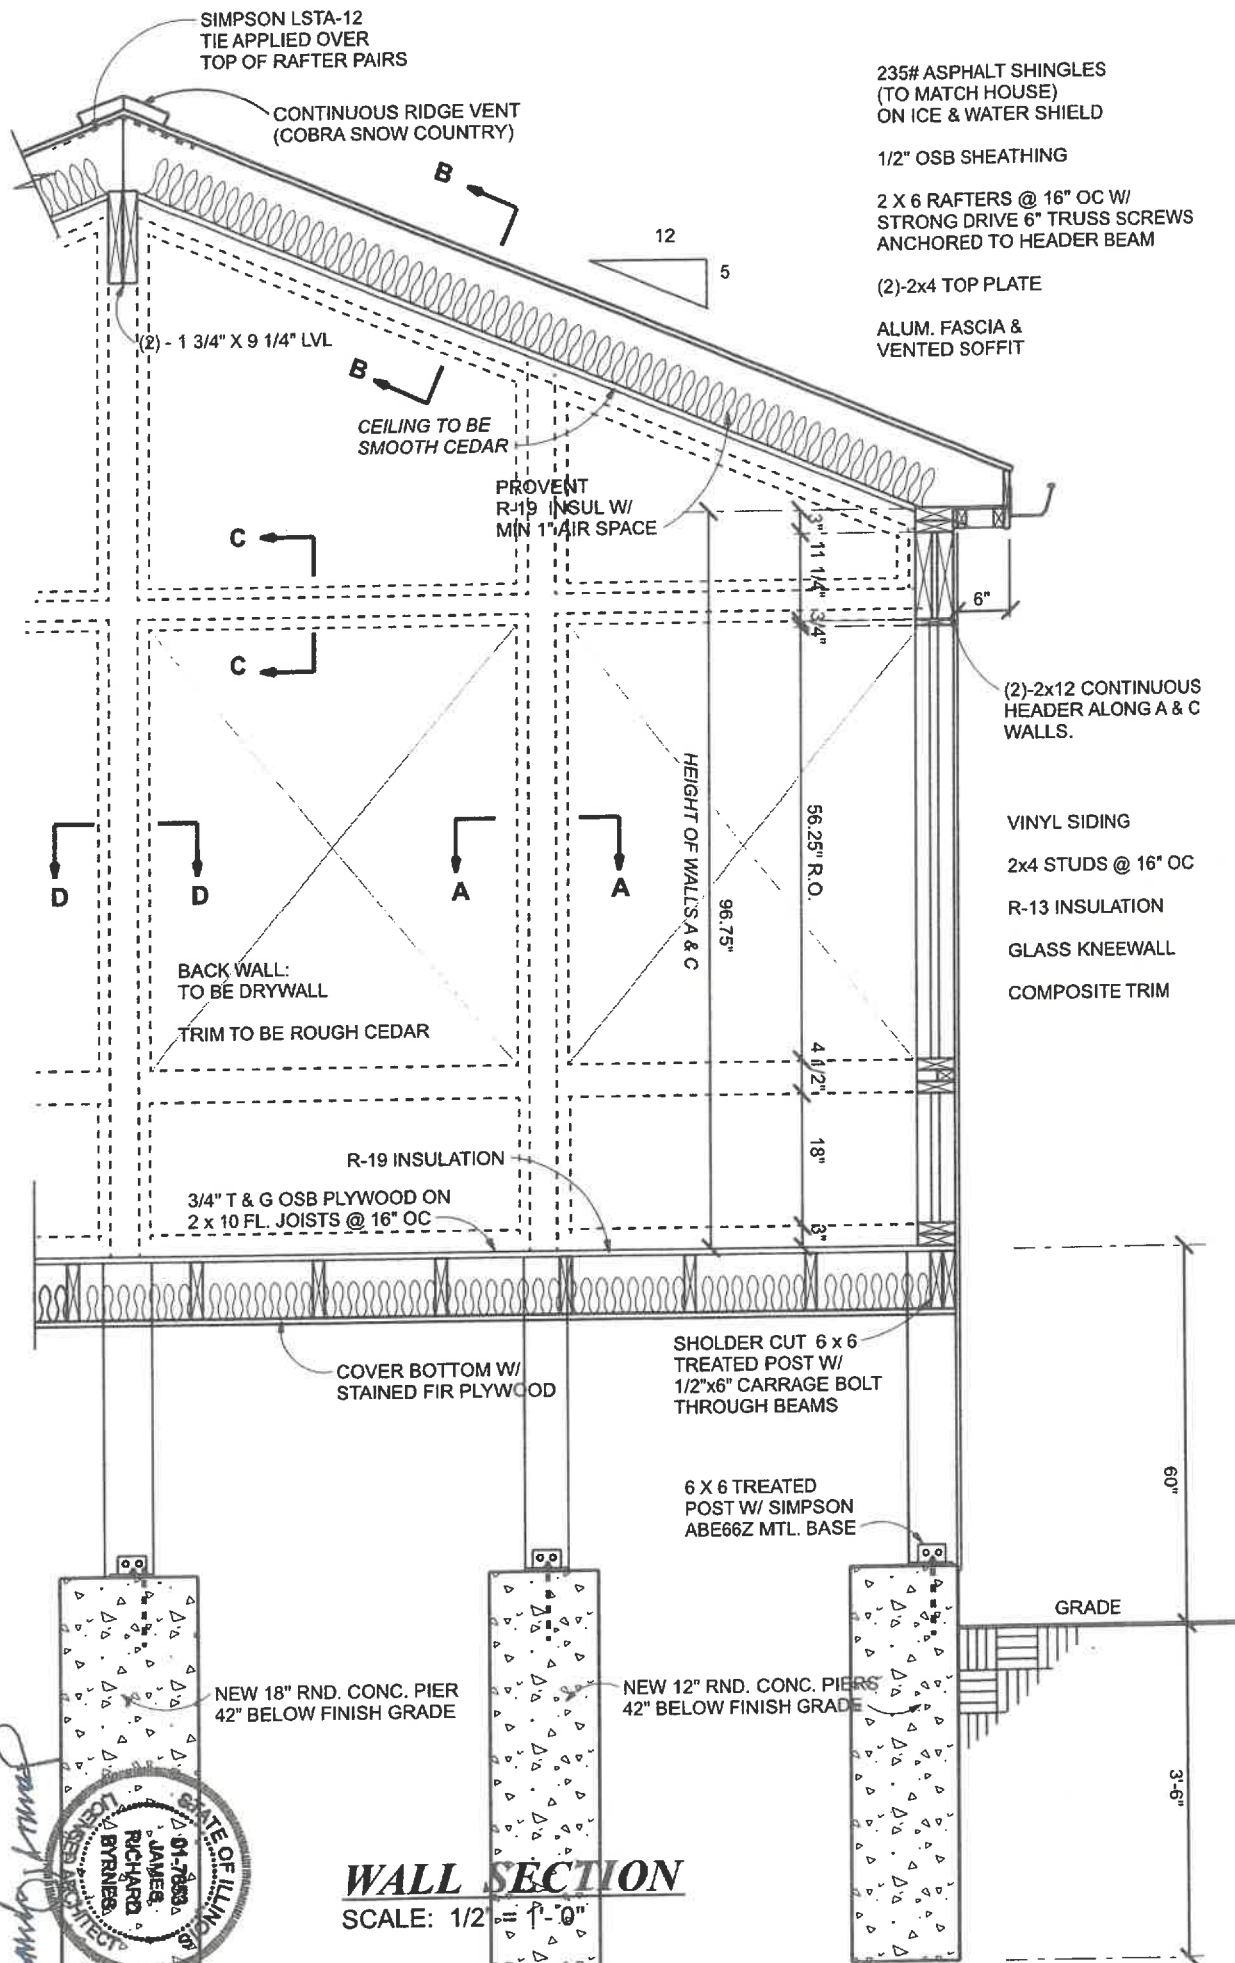 SIMPSON LSTA-12
TIE APPLIED OVER
TOP OF RAFTER PAIRS
CONTINUOUS RIDGE VENT
(COBRA SNOW COUNTRY)
235# ASPHALT SHINGLES
(TO MATCH HOUSE)
ON ICE & WATER SHIELD
1/2" OSB SHEATHING
2 X 6 RAFTERS @ 16" OC W/
STRONG DRIVE 6" TRUSS SCREWS
ANCHORED TO HEADER BEAM
(2)-2x4 TOP PLATE
ALUM. FASCIA &
VENTED SOFFIT
B
12
5
(2) - 1 3/4" X 9 1/4" LVL
B
CEILING TO BE
SMOOTH CEDAR
PROVENT
R-19 INSUL W/
MIN 1" AIR SPACE
C
C
3"
11 1/4"
3/4"
6"
(2)-2x12 CONTINUOUS
HEADER ALONG A & C
WALLS.
HEIGHT OF WALLS A & C
96.75"
56.25" R.O.
VINYL SIDING
2x4 STUDS @ 16" OC
R-13 INSULATION
GLASS KNEEWALL
COMPOSITE TRIM
D
D
A
A
BACK WALL:
TO BE DRYWALL
TRIM TO BE ROUGH CEDAR
4 1/2"
18"
3"
R-19 INSULATION
3/4" T & G OSB PLYWOOD ON
2 x 10 FL. JOISTS @ 16" OC
COVER BOTTOM W/
STAINED FIR PLYWOOD
SHOLDER CUT 6 x 6
TREATED POST W/
1/2"x6" CARRAGE BOLT
THROUGH BEAMS
6 X 6 TREATED
POST W/ SIMPSON
ABE66Z MTL. BASE
60"
GRADE
NEW 18" RND. CONC. PIER
42" BELOW FINISH GRADE
NEW 12" RND. CONC. PIERS
42" BELOW FINISH GRADE
3'-6"
STATE OF ILLINOIS
JAMES
RICHARD
BYRNES
LICENSED ARCHITECT
WALL SECTION
SCALE: 1/2" = 1'-0"